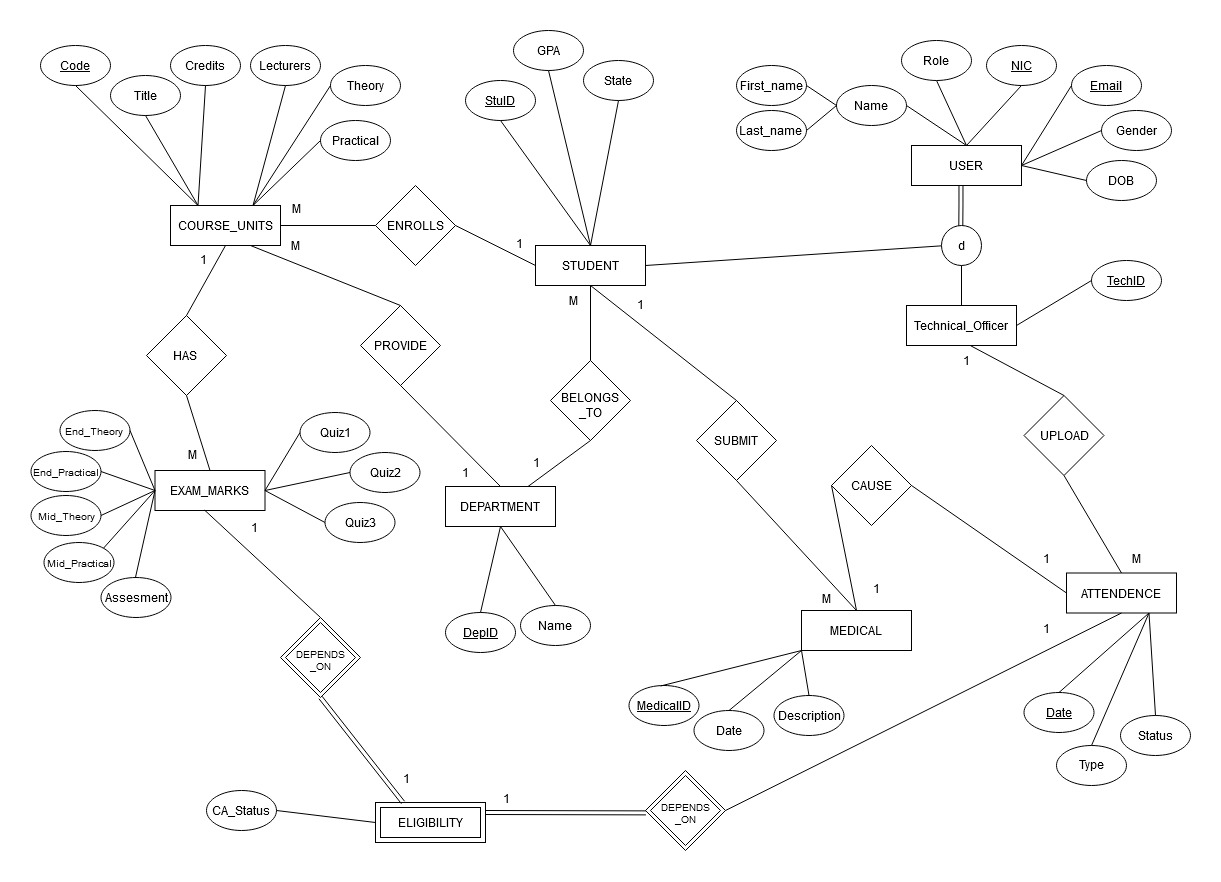 GPA
Role
Code
Credits
Lecturers
State
NIC
Theory
First_name
Email
Title
StuID
Name
Last_name
Gender
Practical
USER
DOB
M
COURSE_UNITS
ENROLLS
M
1
d
1
STUDENT
TechID
M
1
Technical_Officer
PROVIDE
HAS
1
BELONGS
_TO
End_Theory
Quiz1
SUBMIT
UPLOAD
M
1
1
End_Practical
Quiz2
CAUSE
EXAM_MARKS
DEPARTMENT
Mid_Theory
Quiz3
1
Mid_Practical
1
M
1
ATTENDENCE
Assesment
M
DepID
Name
MEDICAL
1
DEPENDS
_ON
MedicalID
Date
Description
Date
Status
Type
1
1
CA_Status
ELIGIBILITY
DEPENDS
_ON